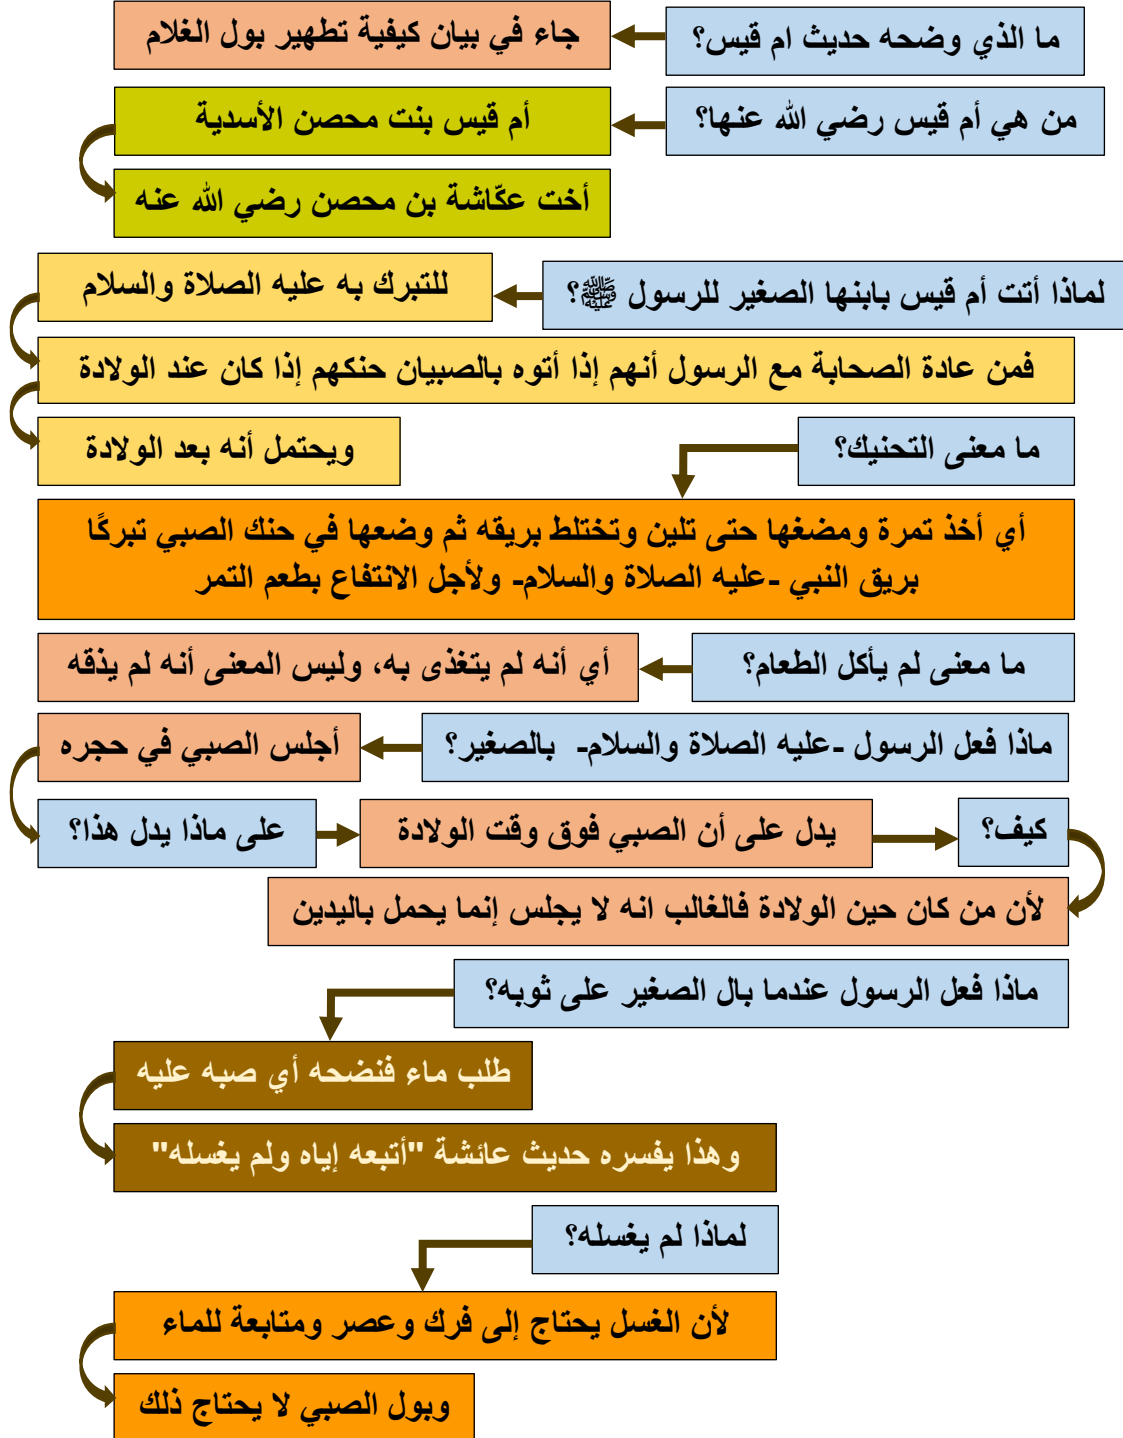 ما الذي وضحه حديث ام قيس؟
جاء في بيان كيفية تطهير بول الغلام
من هي أم قيس رضي الله عنها؟
أم قيس بنت محصن الأسدية
أخت عكّاشة بن محصن رضي الله عنه
لماذا أتت أم قيس بابنها الصغير للرسول ﷺ؟
للتبرك به عليه الصلاة والسلام
فمن عادة الصحابة مع الرسول أنهم إذا أتوه بالصبيان حنكهم إذا كان عند الولادة
ويحتمل أنه بعد الولادة
ما معنى التحنيك؟
أي أخذ تمرة ومضغها حتى تلين وتختلط بريقه ثم وضعها في حنك الصبي تبركًا
بريق النبي -عليه الصلاة والسلام- ولأجل الانتفاع بطعم التمر
ما معنى لم يأكل الطعام؟
أي أنه لم يتغذى به، وليس المعنى أنه لم يذقه
ماذا فعل الرسول -عليه الصلاة والسلام- بالصغير؟
أجلس الصبي في حجره
على ماذا يدل هذا؟
يدل على أن الصبي فوق وقت الولادة
كيف؟
لأن من كان حين الولادة فالغالب انه لا يجلس إنما يحمل باليدين
ماذا فعل الرسول عندما بال الصغير على ثوبه؟
طلب ماء فنضحه أي صبه عليه
وهذا يفسره حديث عائشة "أتبعه إياه ولم يغسله"
لماذا لم يغسله؟
لأن الغسل يحتاج إلى فرك وعصر ومتابعة للماء
وبول الصبي لا يحتاج ذلك